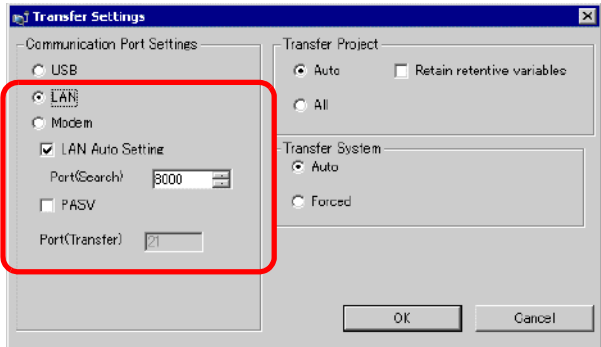 Transfer Settings
Communication Port Settings
USB
LAN
Modem
LAN Auto Setting
Port(Search) 8000
PASV
Port(Transfer) 21
Transfer Project
Auto
Retain retentive variables
All
Transfer System
Auto
Forced
OK
Cancel